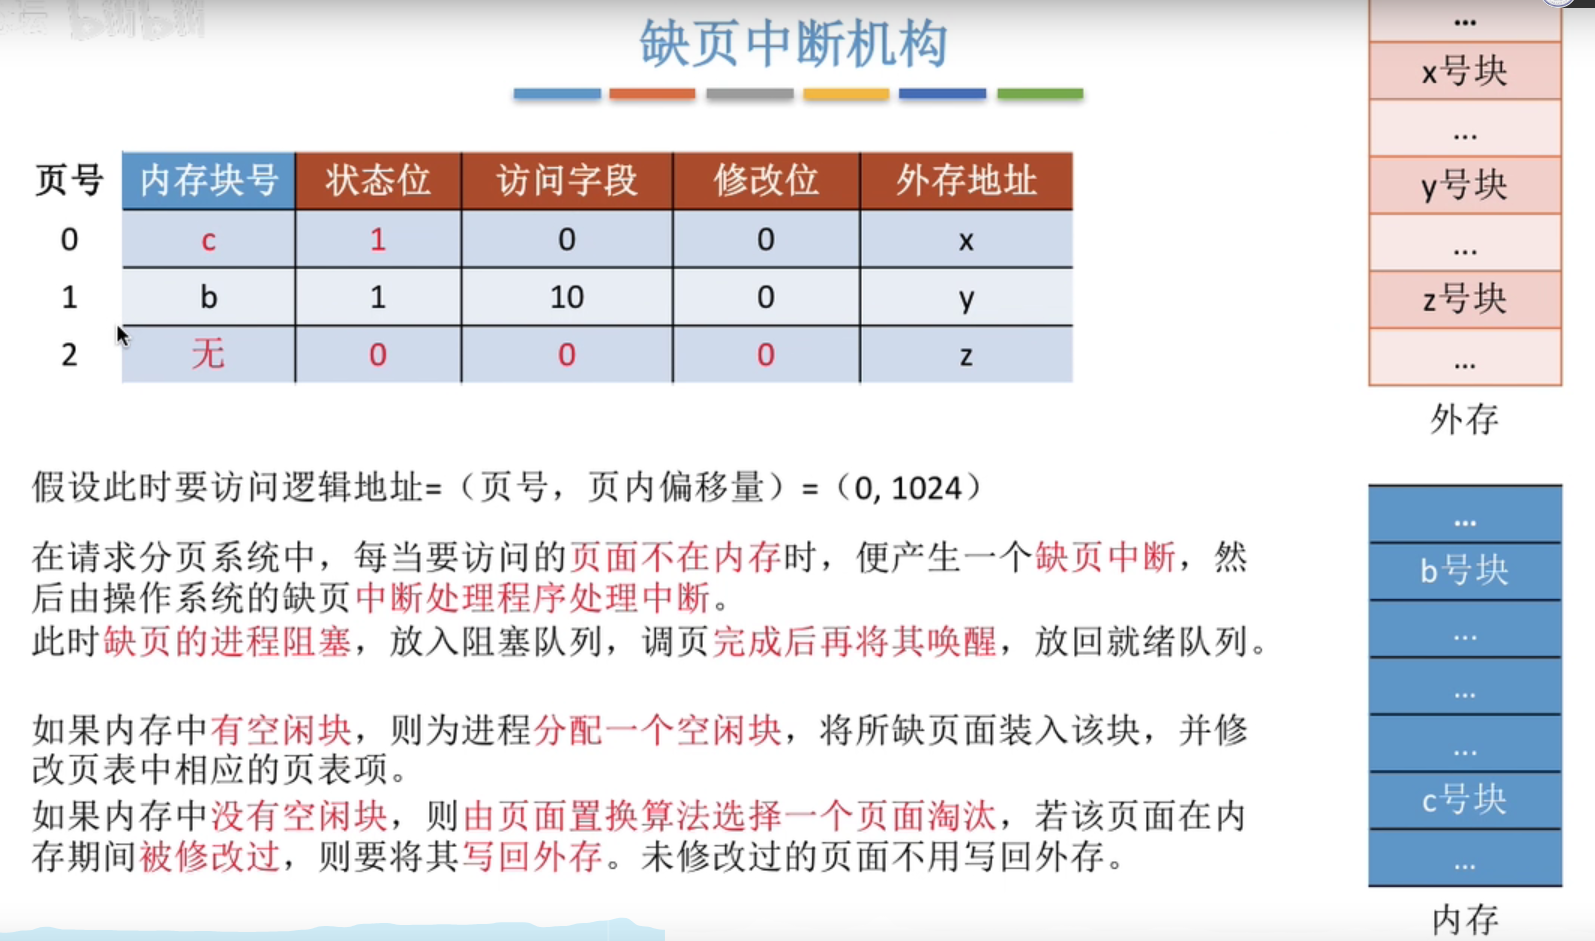 缺页中断机构
页号 内存块号 状态位 访问字段 修改位 外存地址
0 c 1 0 0 x
1 b 1 10 0 y
2 无 0 0 0 z
假设此时要访问逻辑地址=（页号，页内偏移量）=（0, 1024）
在请求分页系统中，每当要访问的页面不在内存时，便产生一个缺页中断，然
后由操作系统的缺页中断处理程序处理中断。
此时缺页的进程阻塞，放入阻塞队列，调页完成后再将其唤醒，放回就绪队列。
如果内存中有空闲块，则为进程分配一个空闲块，将所缺页面装入该块，并修
改页表中相应的页表项。
如果内存中没有空闲块，则由页面置换算法选择一个页面淘汰，若该页面在内
存期间被修改过，则要将其写回外存。未修改过的页面不用写回外存。
...
x号块
...
y号块
...
z号块
...
外存
...
b号块
...
...
...
c号块
...
内存